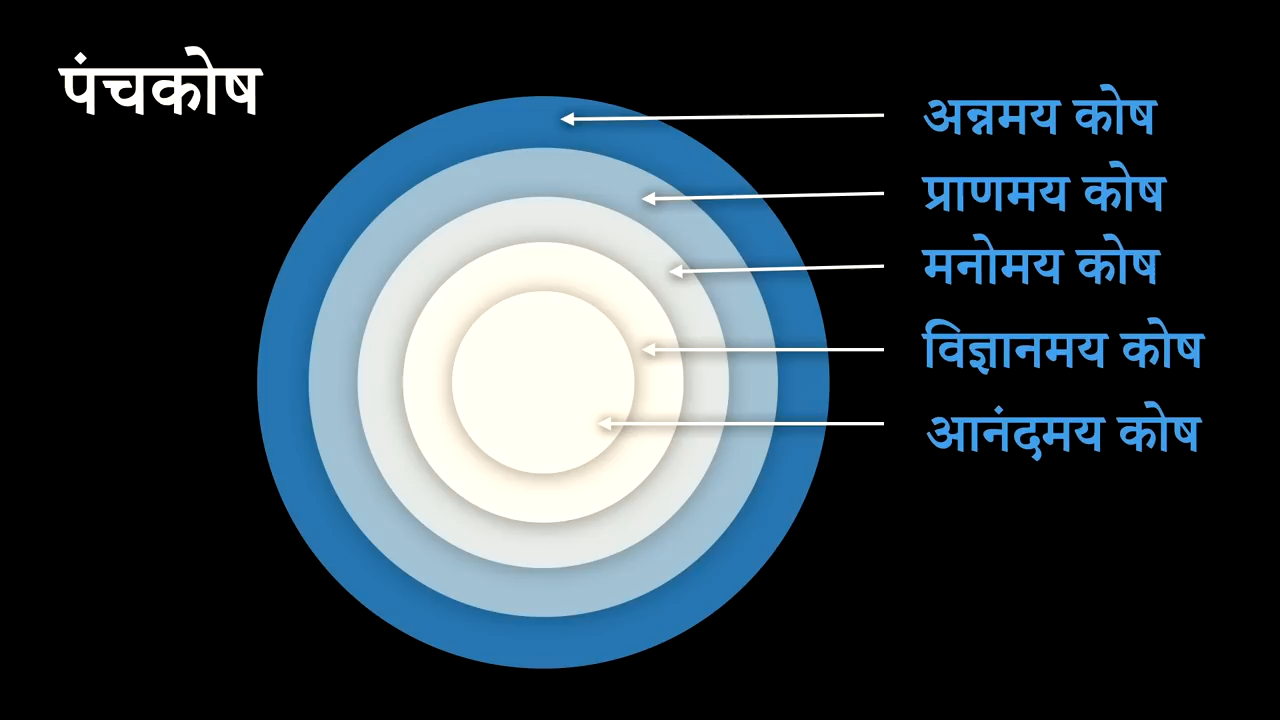 पंचकोष
अन्नमय कोष
प्राणमय कोष
मनोमय कोष
विज्ञानमय कोष
आनंदमय कोष